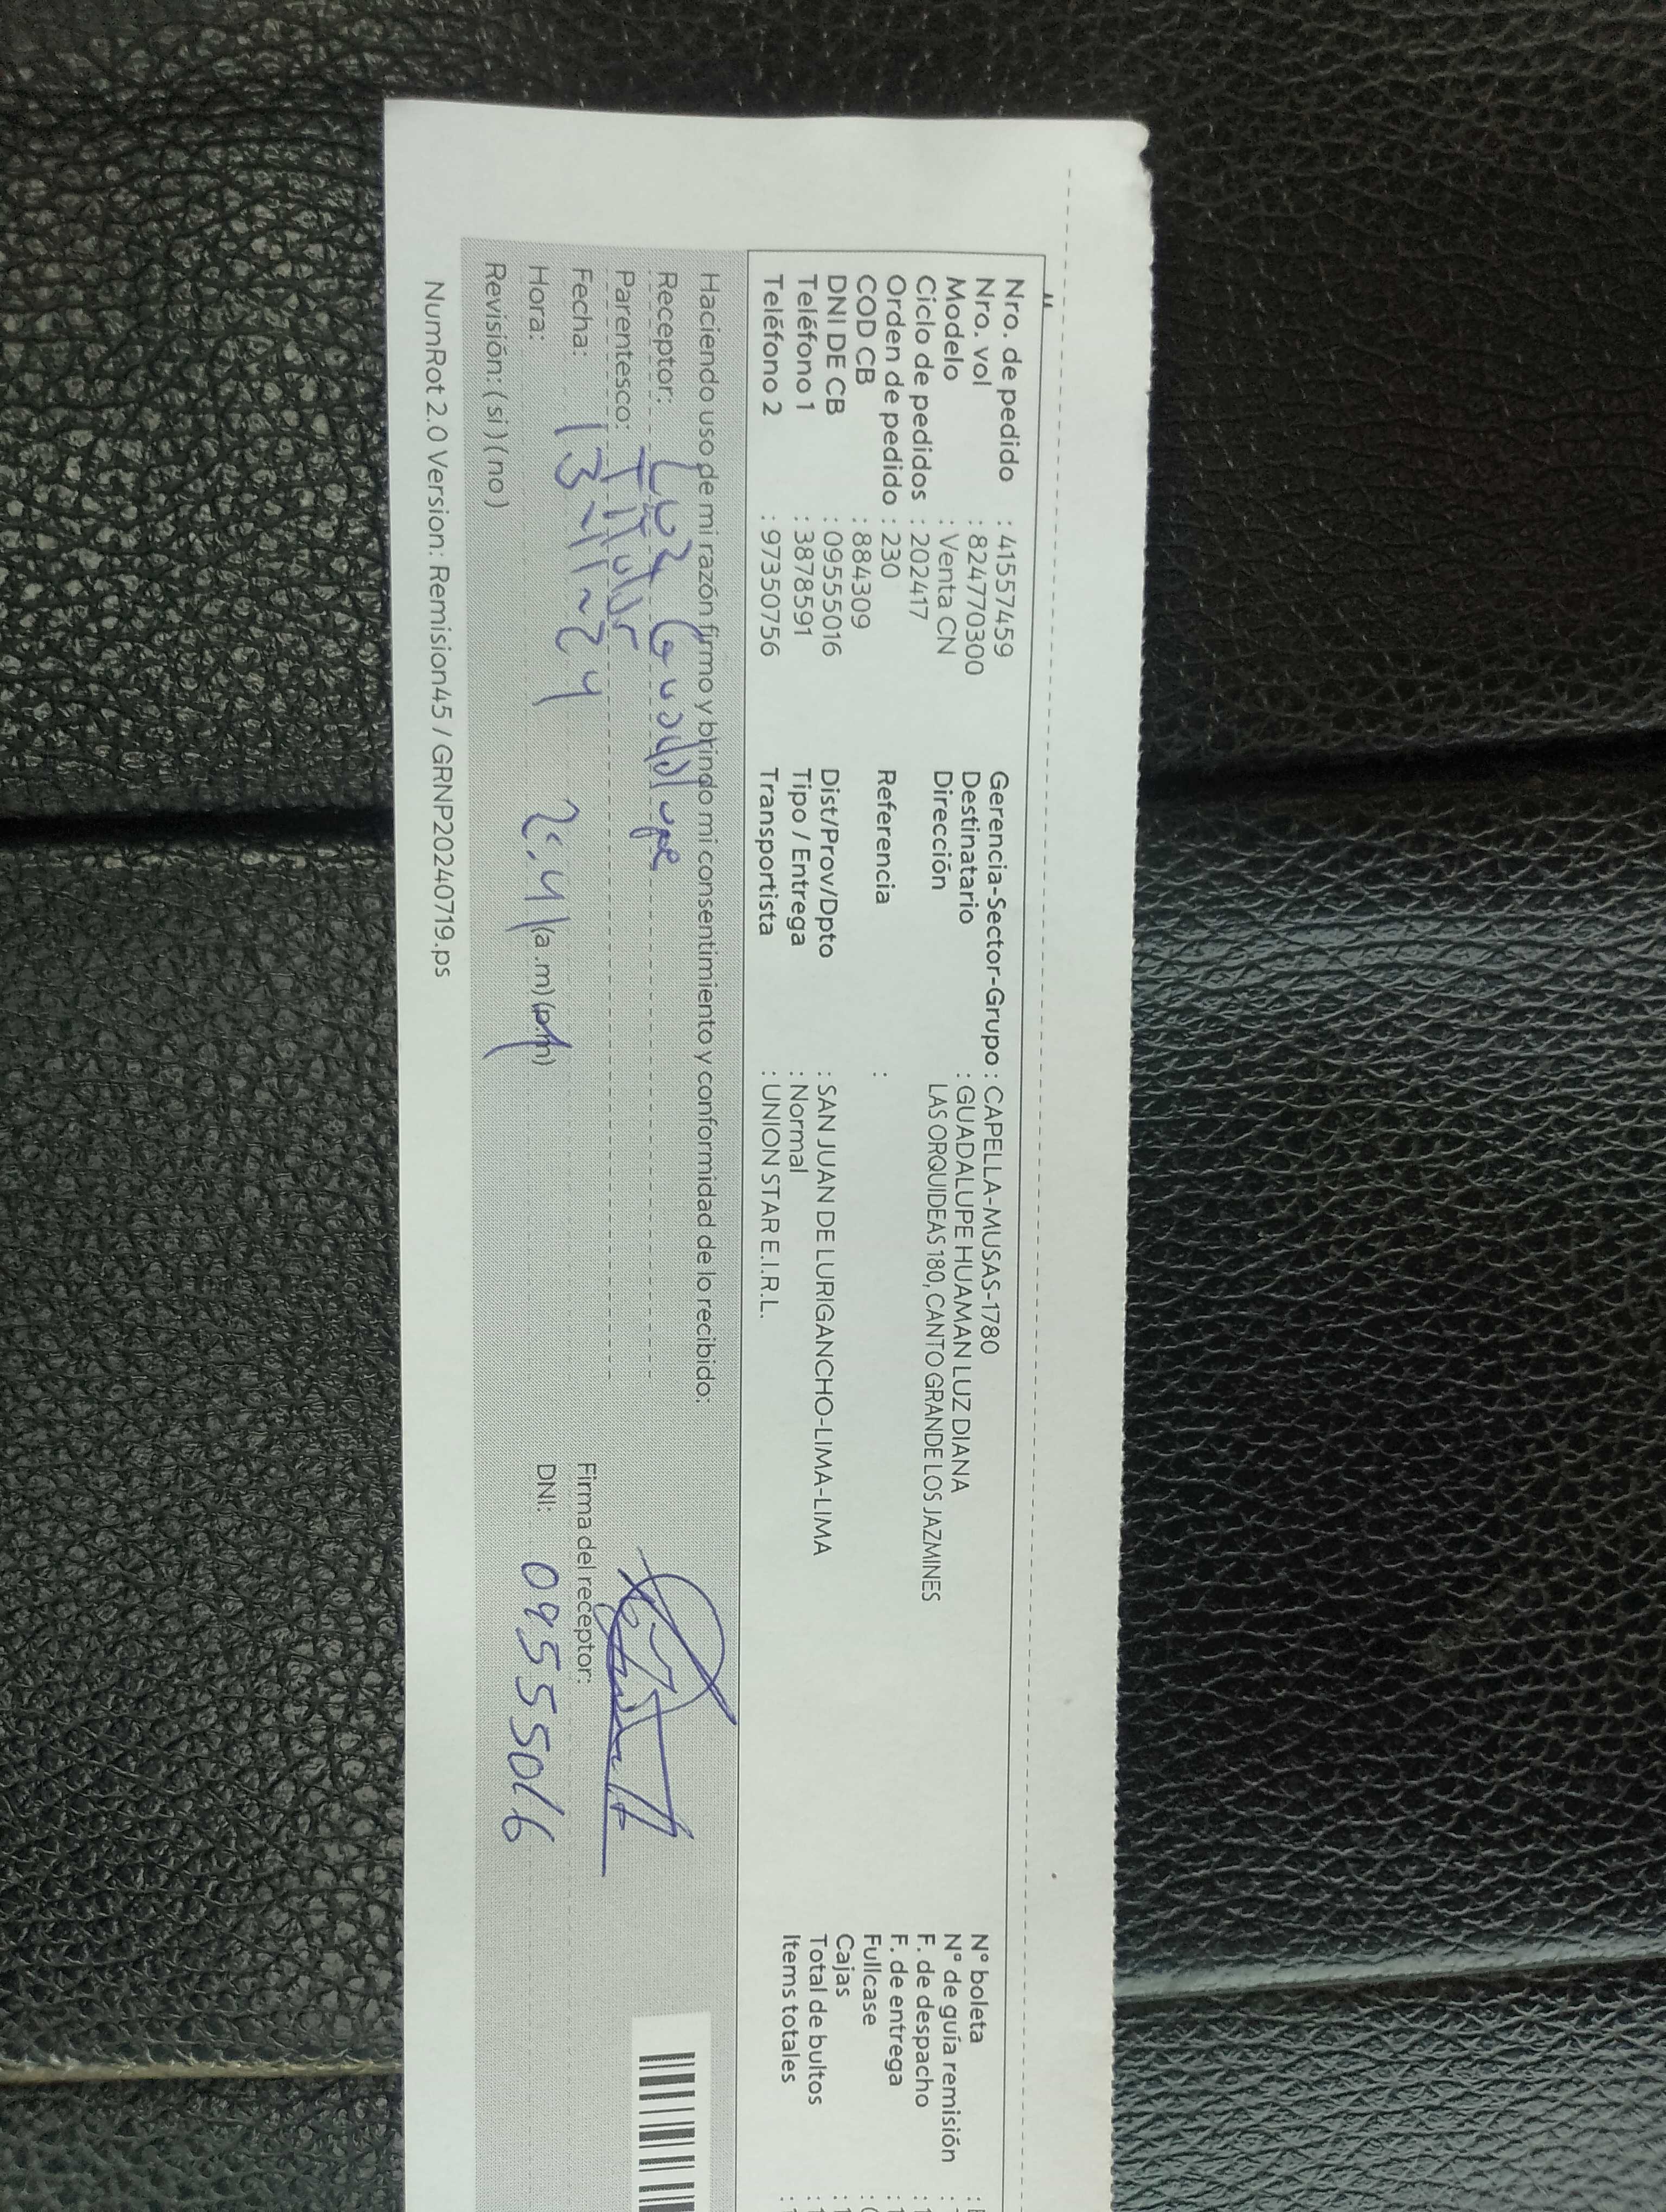 Nro. de pedido : 41557459
Nro. vol : 824770300
Modelo : Venta CN
Ciclo de pedidos : 202417
Orden de pedido : 230
COD CB : 884309
DNI DE CB : 09555016
Teléfono 1 : 3878591
Teléfono 2 : 97350756
Gerencia-Sector-Grupo : CAPELLA-MUSAS-1780
Destinatario : GUADALUPE HUAMAN LUZ DIANA
Dirección LAS ORQUIDEAS 180, CANTO GRANDE LOS JAZMINES
Referencia :
Dist/Prov/Dpto : SAN JUAN DE LURIGANCHO-LIMA-LIMA
Tipo / Entrega : Normal
Transportista : UNION STAR E.I.R.L.
N° boleta :
N° de guía remisión :
F. de despacho :
F. de entrega :
Fullcase :
Cajas :
Total de bultos :
Items totales :
Haciendo uso de mi razón firmo y brindo mi consentimiento y conformidad de lo recibido:
Receptor: Luz Guadalupe
Parentesco: Titular
Fecha: 13-11-24
Hora: (a.m) (p.m)
Revisión: (si) (no)
Firma del receptor:
DNI: 09555016
NumRot 2.0 Version: Remision45 / GRNP20240719.ps